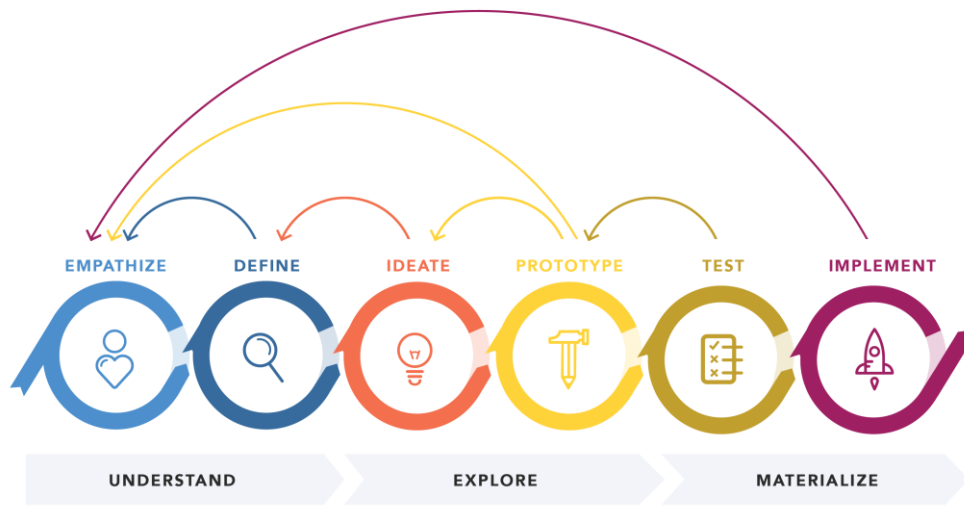 EMPATHIZE
DEFINE
IDEATE
PROTOTYPE
TEST
IMPLEMENT
UNDERSTAND
EXPLORE
MATERIALIZE